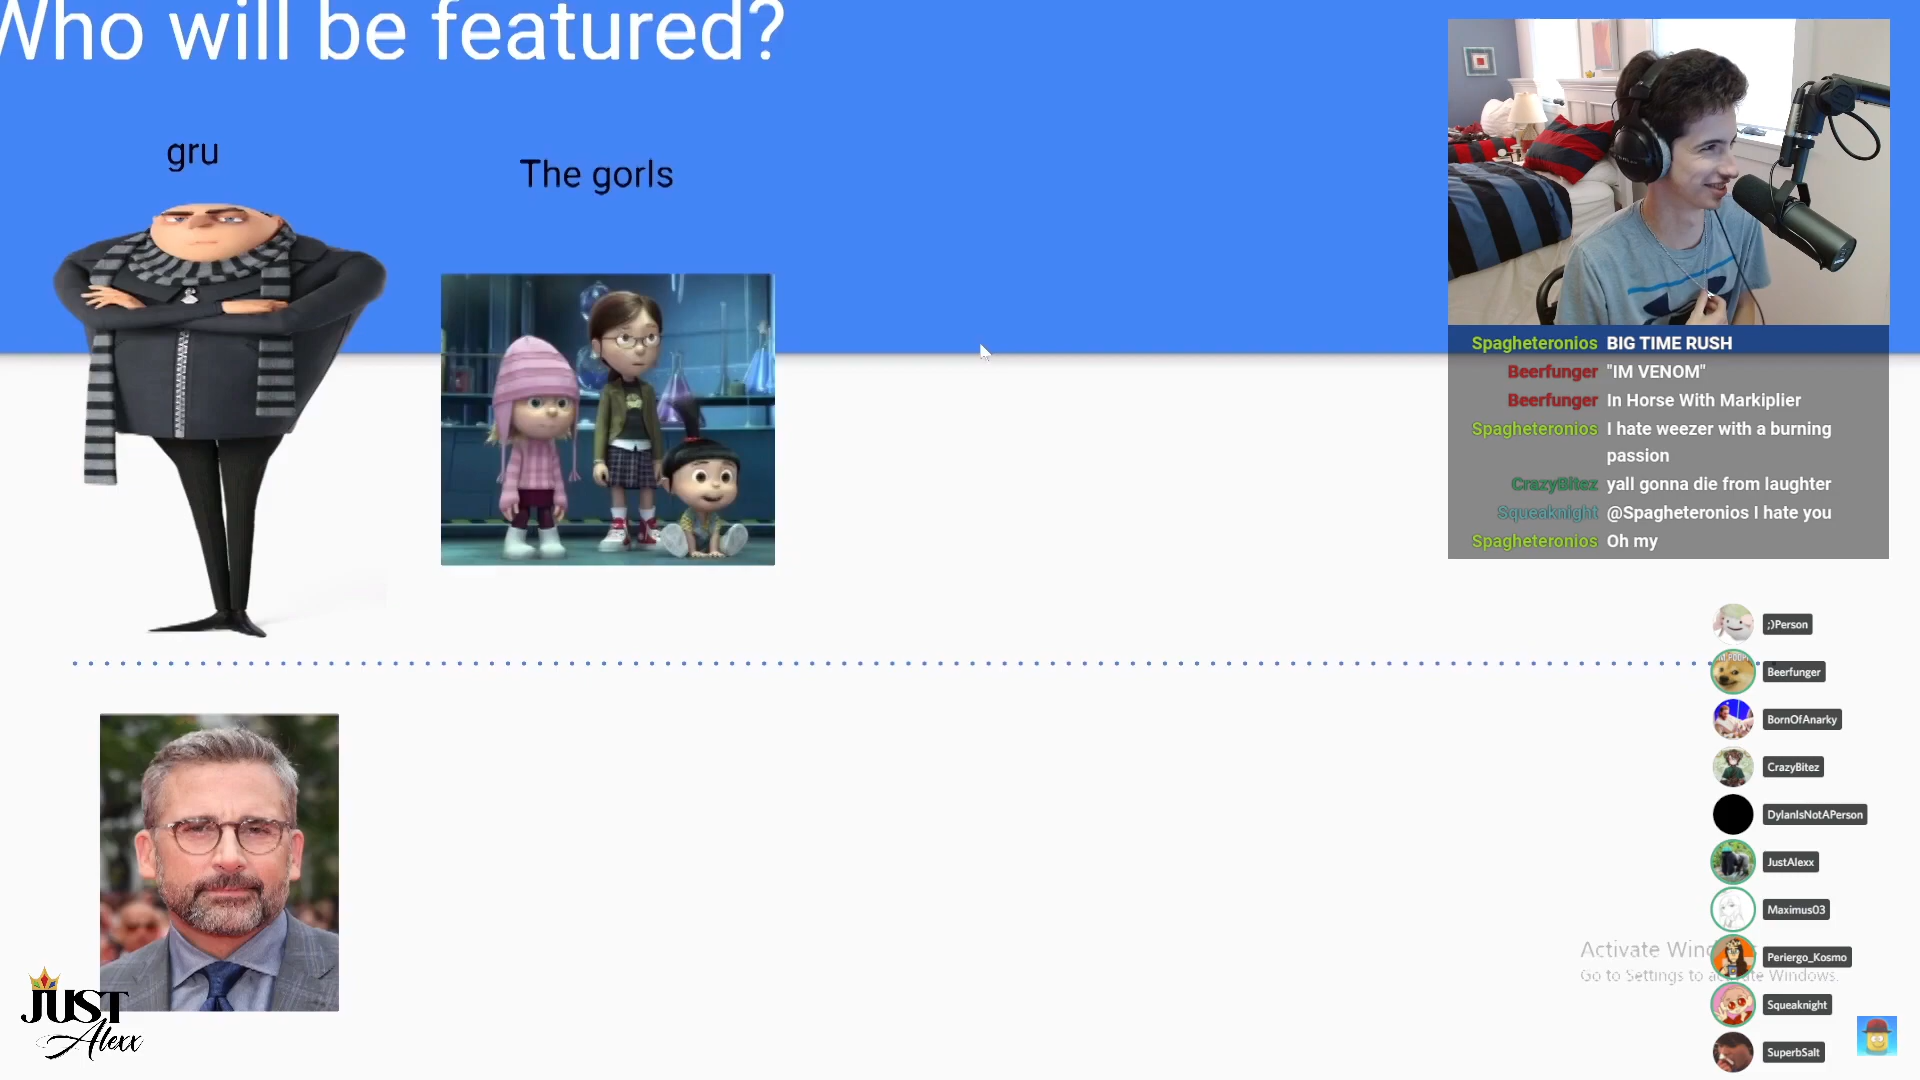 Who will be featured?
gru
The gorls
Spagheteronios BIG TIME RUSH
Beerfunger "IM VENOM"
Beerfunger In Horse With Markiplier
Spagheteronios I hate weezer with a burning
passion
CrazyBitez yall gonna die from laughter
Squeaknight @Spagheteronios I hate you
Spagheteronios Oh my
;)Person
Beerfunger
BornOfAnarky
CrazyBitez
DylanIsNotAPerson
JustAlexx
Maximus03
Activate
Periergo_Kosmo
Go to Settings to Windows.
Squeaknight
SuperbSalt
JUST
Alexx